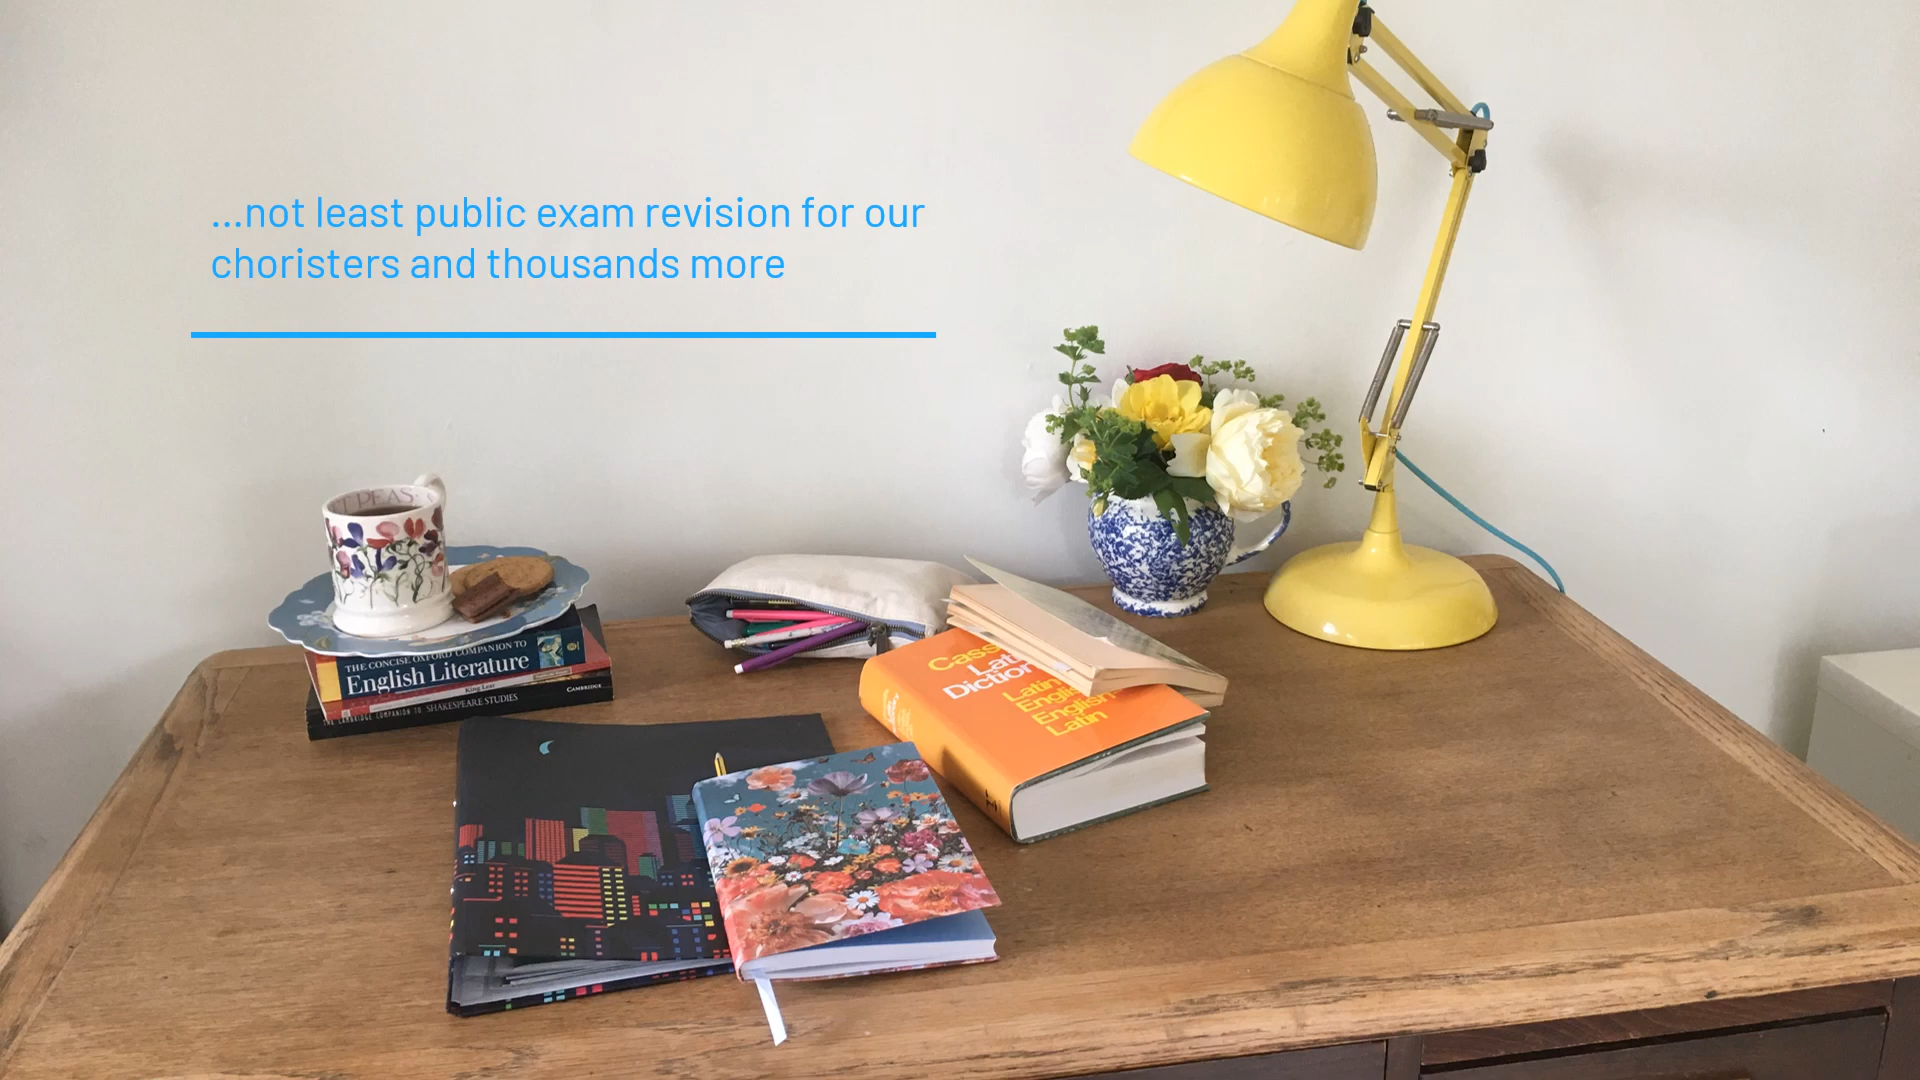 ...not least public exam revision for our
choristers and thousands more
PEAS
THE CONCISE OXFORD COMPANION TO
English Literature
King Lear
THE CAMBRIDGE COMPANION TO SHAKESPEARE STUDIES
CAMBRIDGE
Latin
English
English
Latin